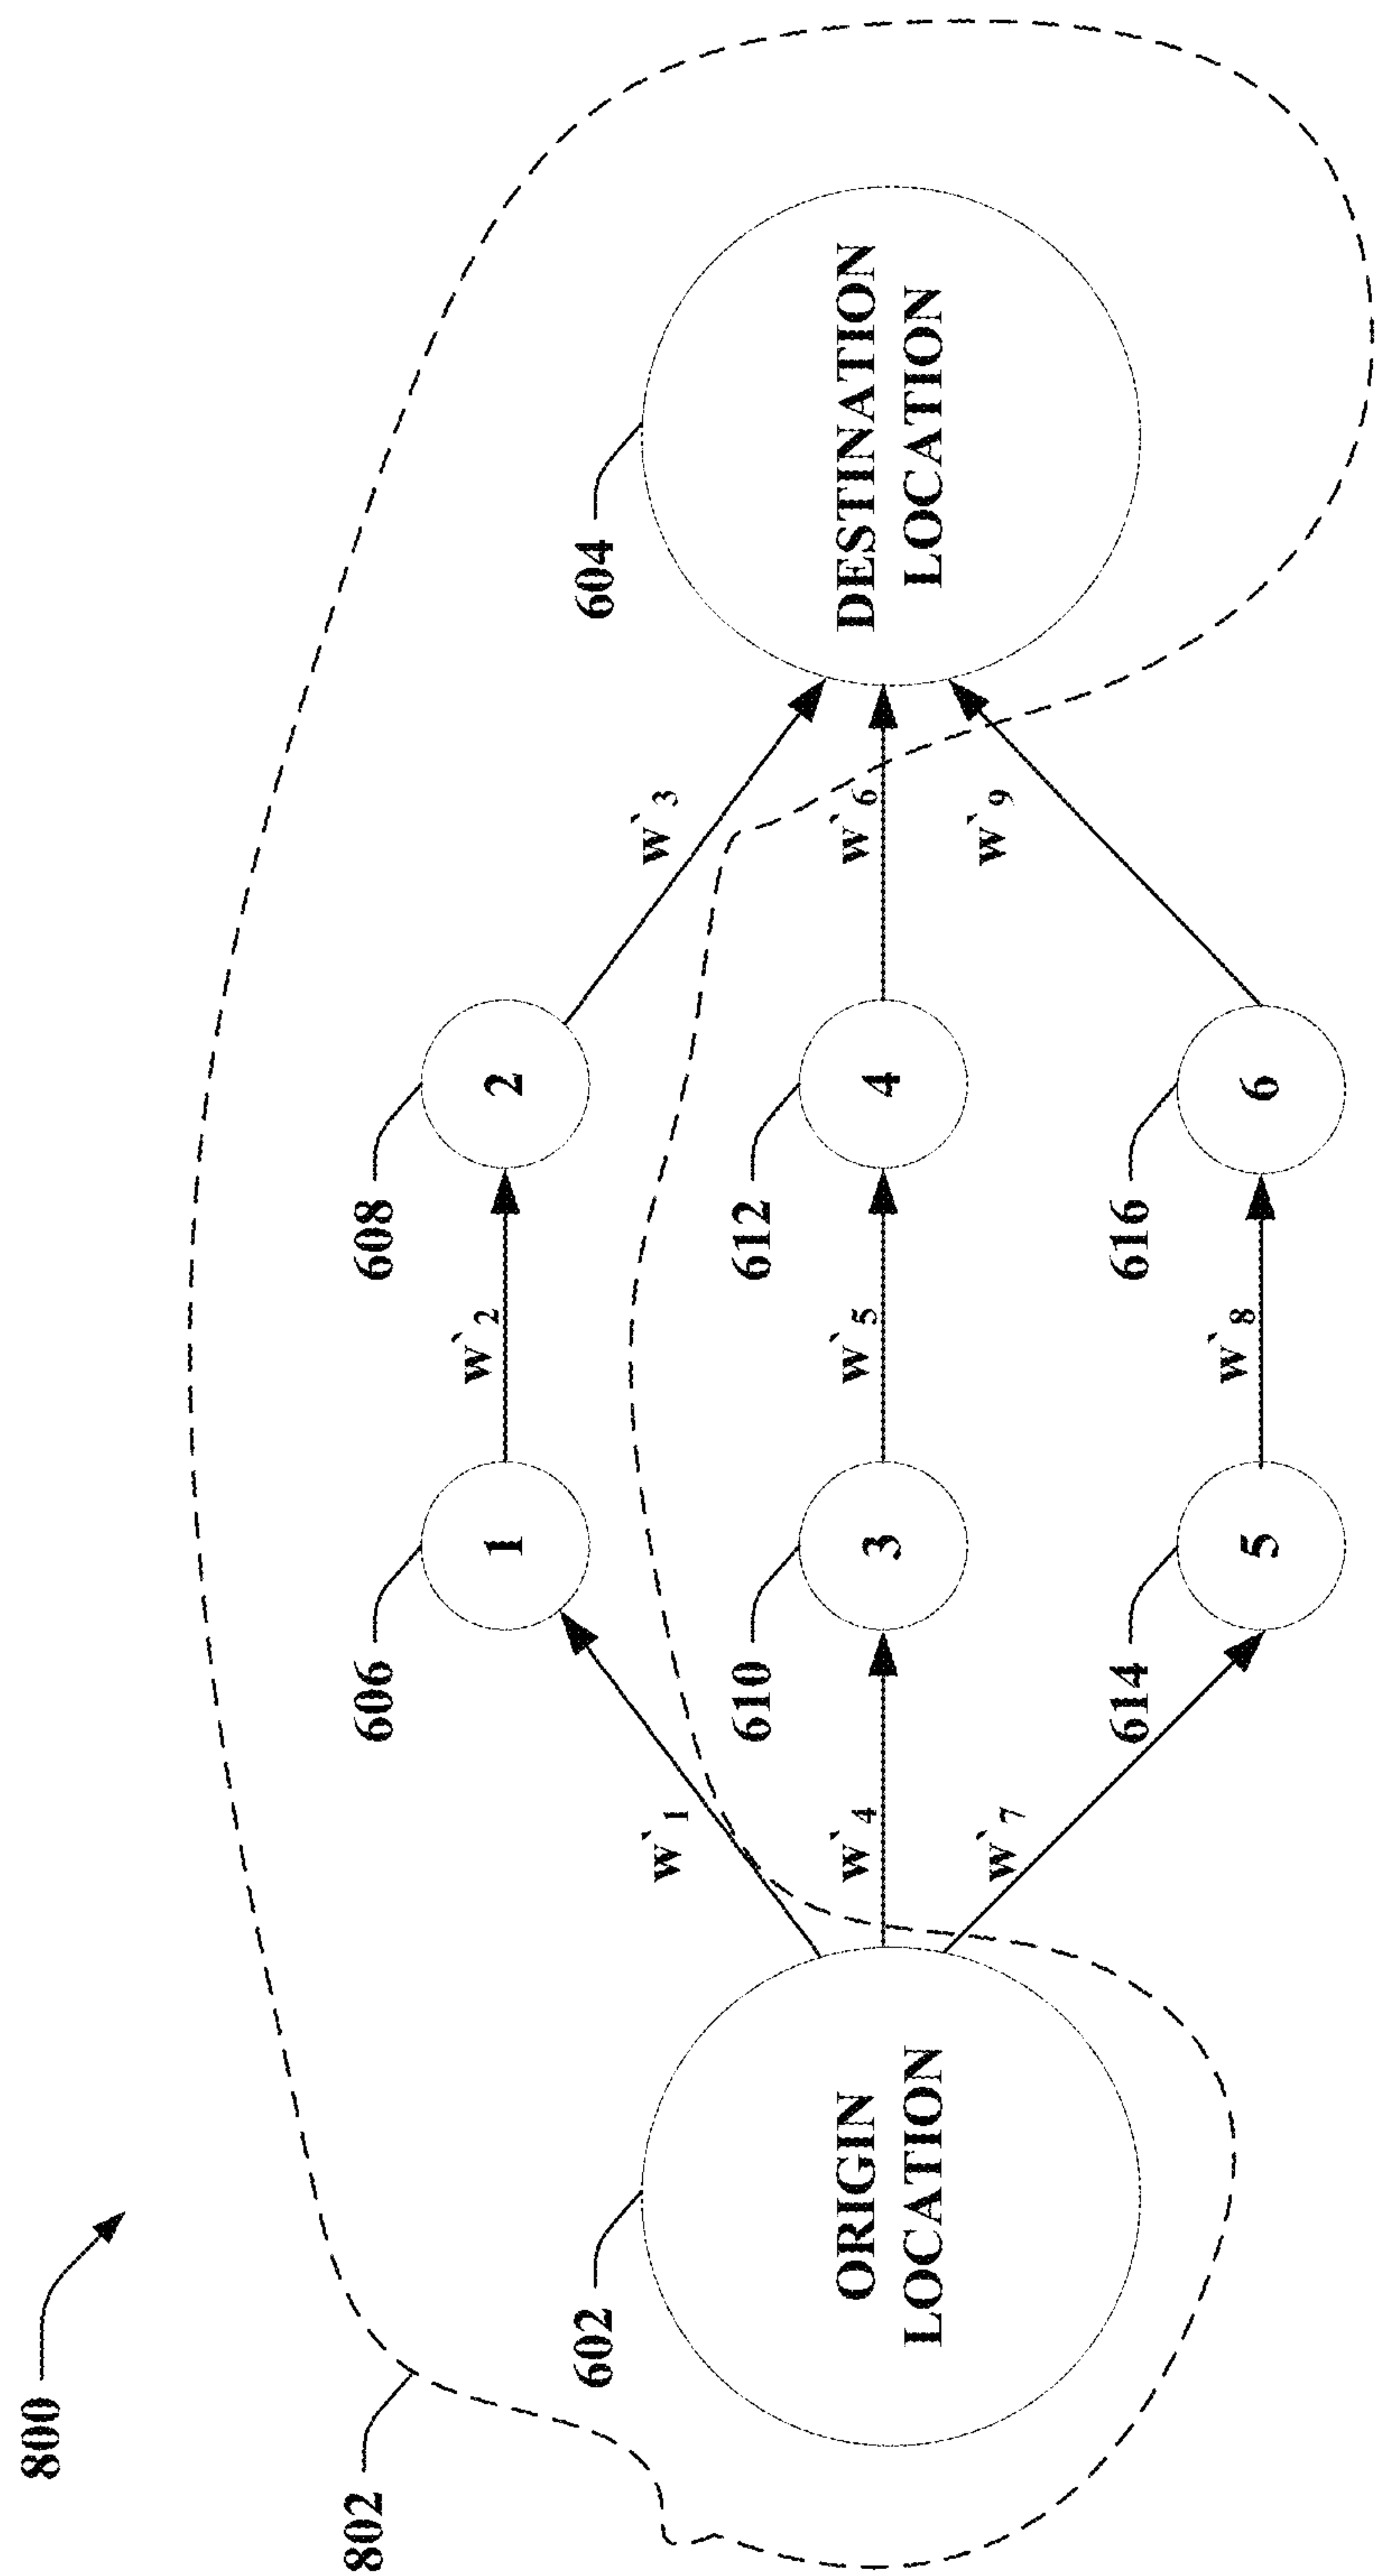 800
802
606
608
w`2
604
w`1
w`3
602
610
612
ORIGIN
LOCATION
w`4
3
w`5
4
w`6
DESTINATION
LOCATION
1
2
w`7
w`9
614
616
5
w`8
6